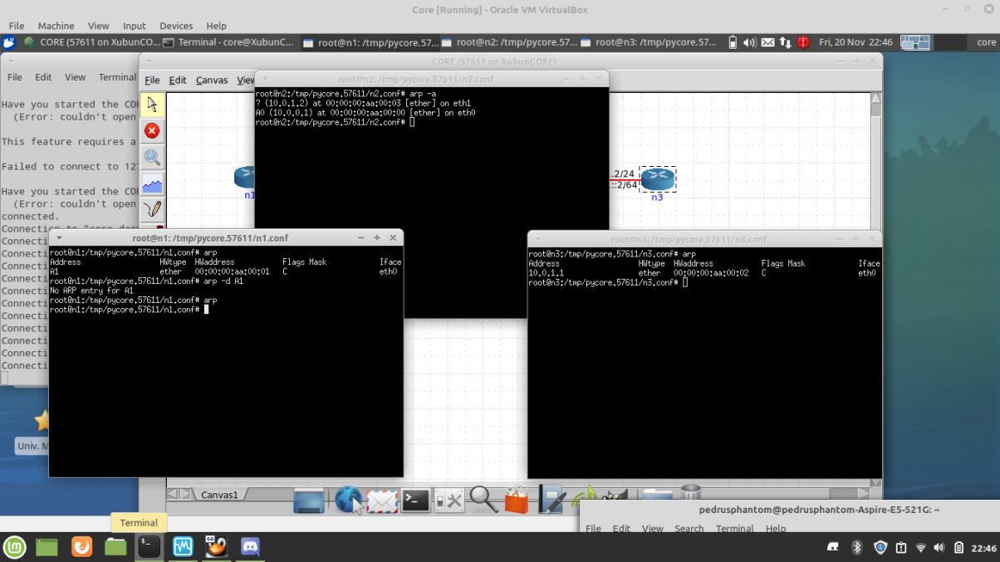 Core [Running] - Oracle VM VirtualBox
File Machine View Input Devices Help
CORE (57611 on XubunCO... Terminal - core@XubunC... root@n1: /tmp/pycore.57... root@n2: /tmp/pycore.57... root@n3: /tmp/pycore.57... Fri, 20 Nov 22:46 core
CORE (57611 on XubunCORE)
File Edit View Terminal
File Edit Canvas View
Have you started the COR
(Error: couldn't open
This feature requires a
Failed to connect to 127
Have you started the COR
(Error: couldn't open
connected.
Connection to "core-dae
Connecti
Connecti
Connecti
Connecti
Connecti
Connecti
Connecti
Connecti
Connecti
Connecti
Connecti
root@n2: /tmp/pycore.57611/n2.conf
root@n2:/tmp/pycore.57611/n2.conf# arp -a
? (10.0.1.2) at 00:00:00:aa:00:03 [ether] on eth1
A0 (10.0.0.1) at 00:00:00:aa:00:00 [ether] on eth0
root@n2:/tmp/pycore.57611/n2.conf#
n1
.2/24
::2/64
n3
root@n1: /tmp/pycore.57611/n1.conf
root@n1:/tmp/pycore.57611/n1.conf# arp
Address HWtype HWaddress Flags Mask Iface
A1 ether 00:00:00:aa:00:01 C eth0
root@n1:/tmp/pycore.57611/n1.conf# arp -d A1
No ARP entry for A1
root@n1:/tmp/pycore.57611/n1.conf# arp
root@n1:/tmp/pycore.57611/n1.conf#
root@n3: /tmp/pycore.57611/n3.conf
root@n3:/tmp/pycore.57611/n3.conf# arp
Address HWtype HWaddress Flags Mask Iface
10.0.1.1 ether 00:00:00:aa:00:02 C eth0
root@n3:/tmp/pycore.57611/n3.conf#
Univ. M
Canvas1
pedrusphantom@pedrusphantom-Aspire-E5-521G: ~
File Edit View Search Terminal Help
Terminal
22:46